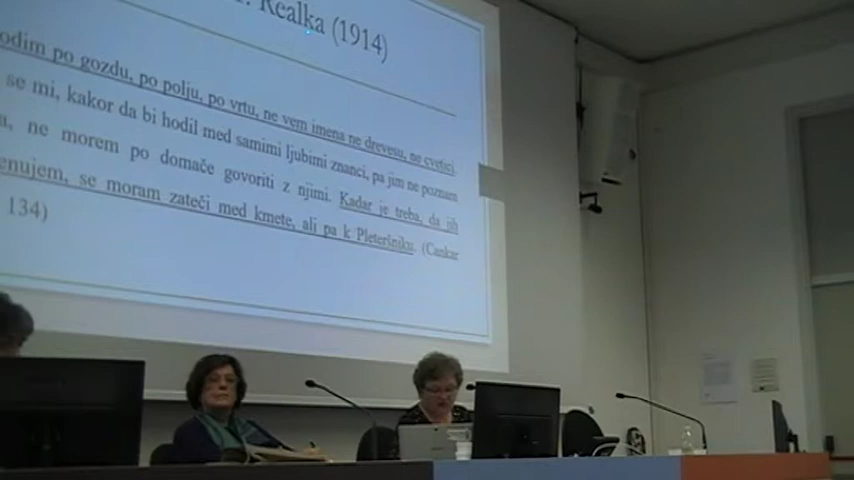 Realka (1914)
odim po gozdu, po polju, po vrtu, ne vem imena ne drevesu, ne cvetici.
se mi, kakor da bi hodil med samimi ljubimi znanci, pa jim ne poznam
a, ne morem po domače govoriti z njimi. Kadar je treba, da jih
enujem, se moram zateči med kmete, ali pa k Pleteršniku. (Cankar
134)